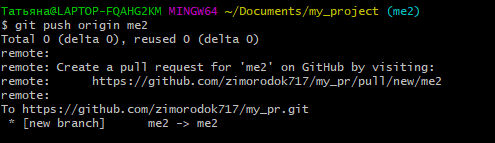 Татьяна@LAPTOP-FQAHG2KM MINGW64 ~/Documents/my_project (me2)
$ git push origin me2
Total 0 (delta 0), reused 0 (delta 0)
remote:
remote: Create a pull request for 'me2' on GitHub by visiting:
remote:      https://github.com/zimorodok717/my_pr/pull/new/me2
remote:
To https://github.com/zimorodok717/my_pr.git
 * [new branch]      me2 -> me2